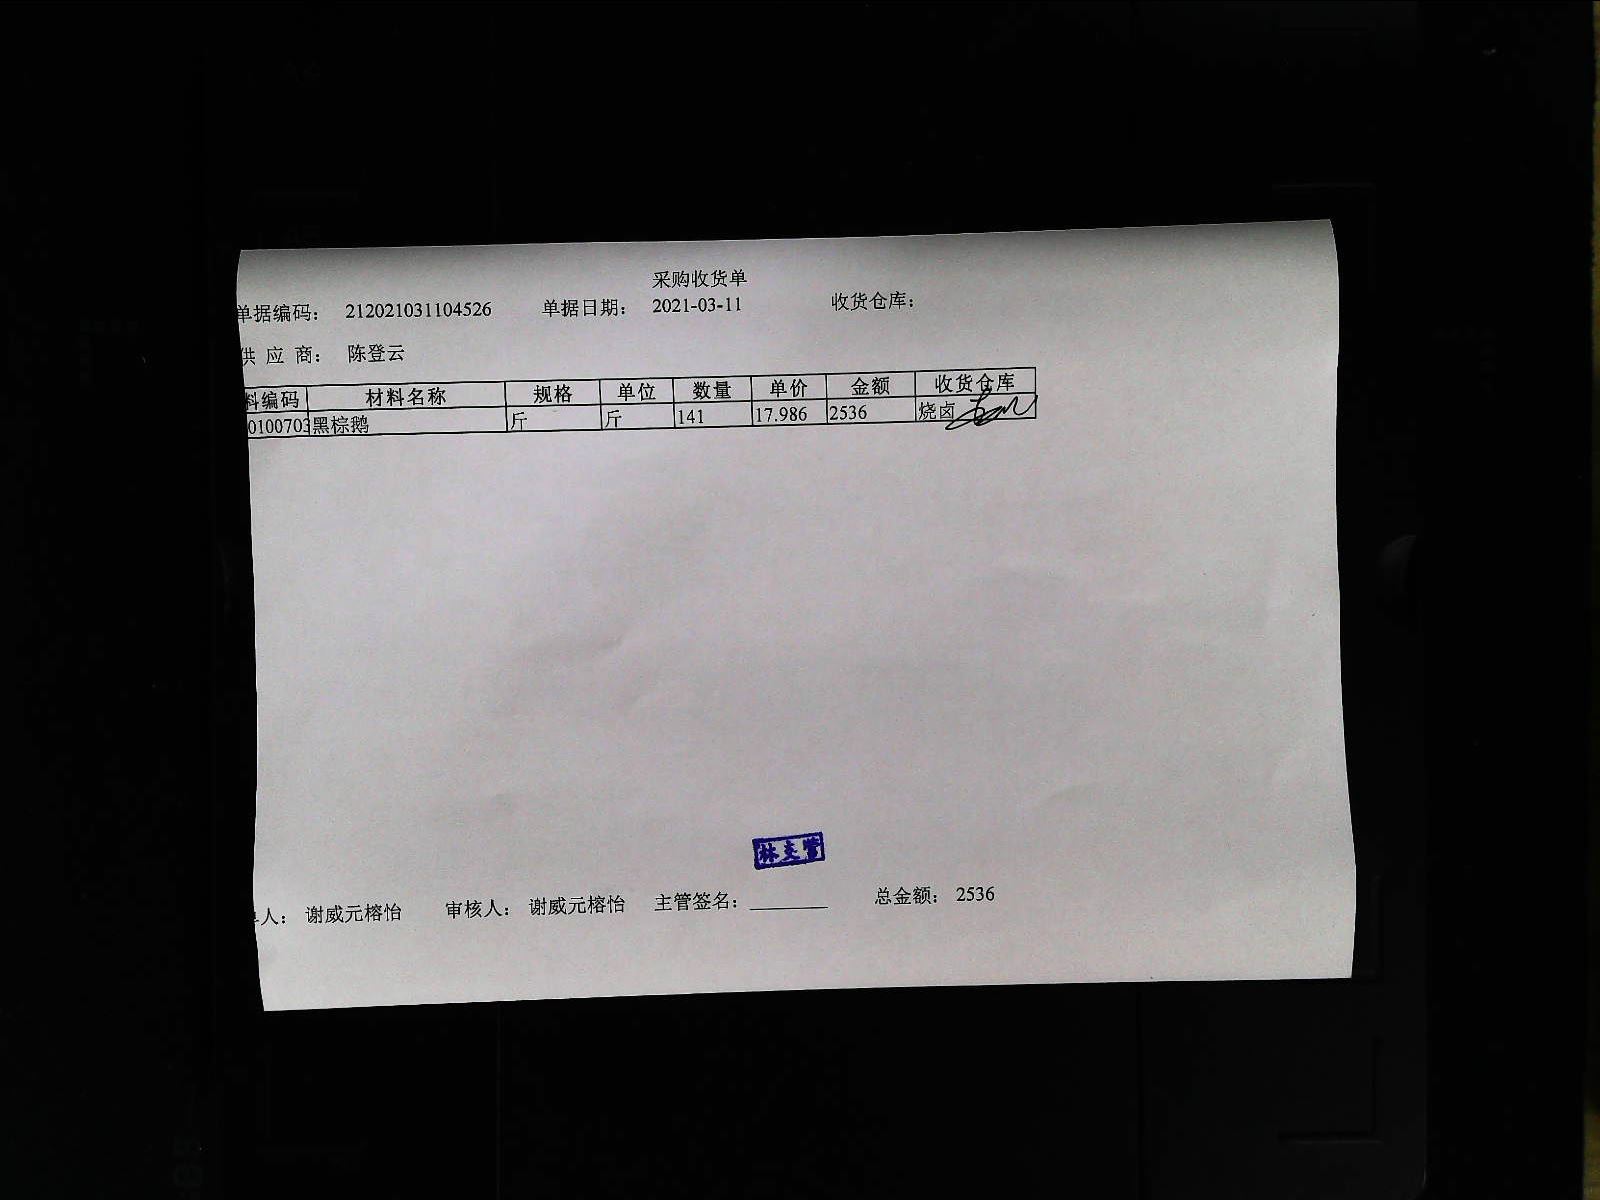 采购收货单
单据编码： 212021031104526 单据日期： 2021-03-11 收货仓库：
供 应 商： 陈登云
料编码 材料名称 规格 单位 数量 单价 金额 收货仓库
0100703 黑棕鹅 斤 斤 141 17.986 2536 烧卤
人： 谢威元榕怡 审核人： 谢威元榕怡 主管签名： 总金额： 2536